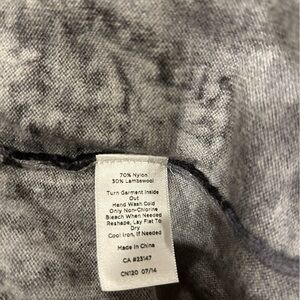 70% Nylon
30% Lambswool
Turn Garment Inside
Out
Hand Wash Cold
Only Non-Chlorine
Bleach When Needed
Reshape, Lay Flat To
Dry
Cool Iron, If Needed
Made In China
CA #23147
CN120 07/14